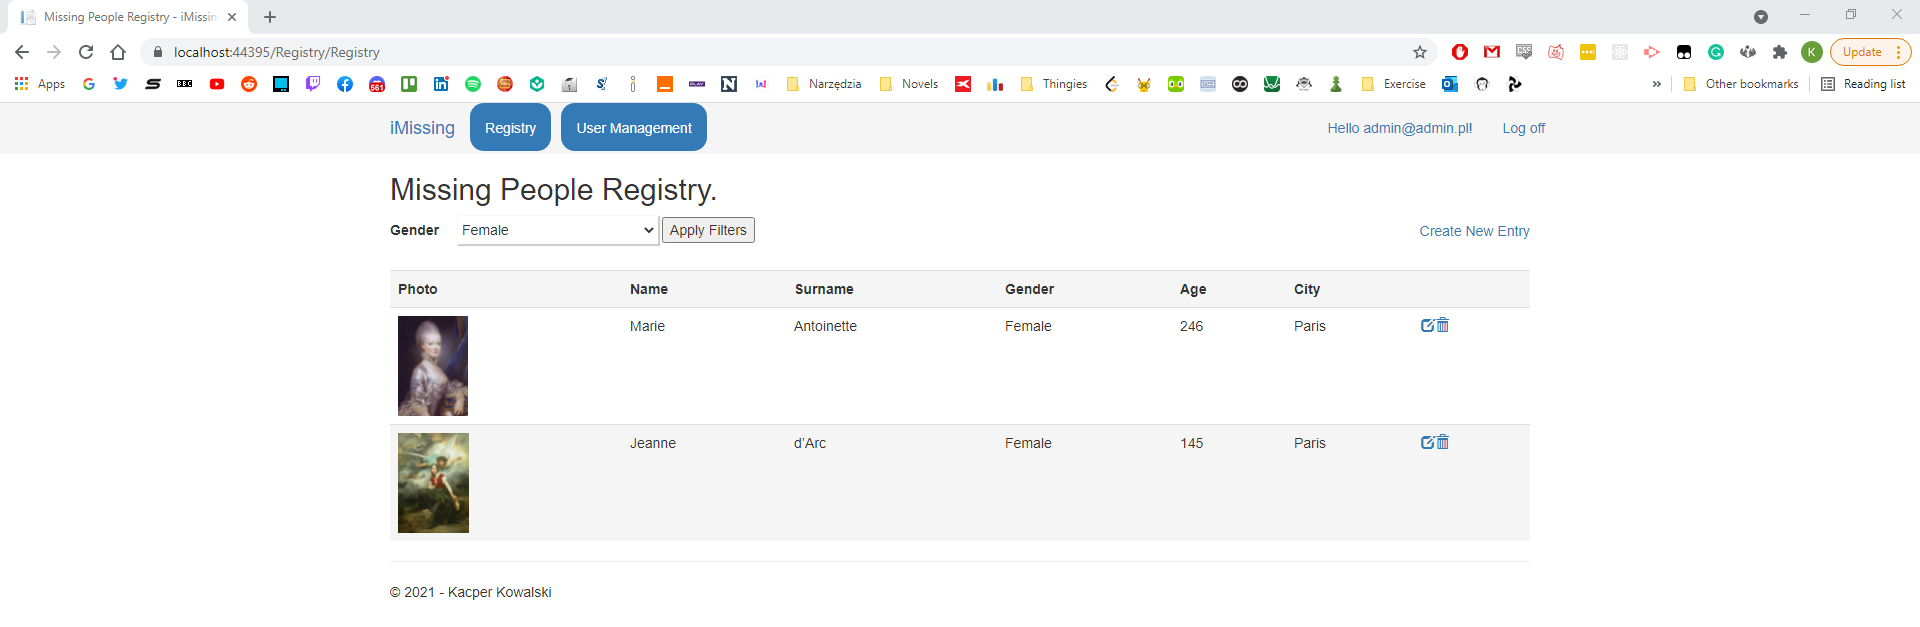 Missing People Registry - iMissin
localhost:44395/Registry/Registry
K
Update
Apps
BBC
561
Narzędzia
Novels
Thingies
Exercise
»
Other bookmarks
Reading list
iMissing
Registry
User Management
Hello admin@admin.pl!
Log off
Missing People Registry.
Gender
Female
Apply Filters
Create New Entry
Photo Name Surname Gender Age City
Marie Antoinette Female 246 Paris
Jeanne d'Arc Female 145 Paris
© 2021 - Kacper Kowalski